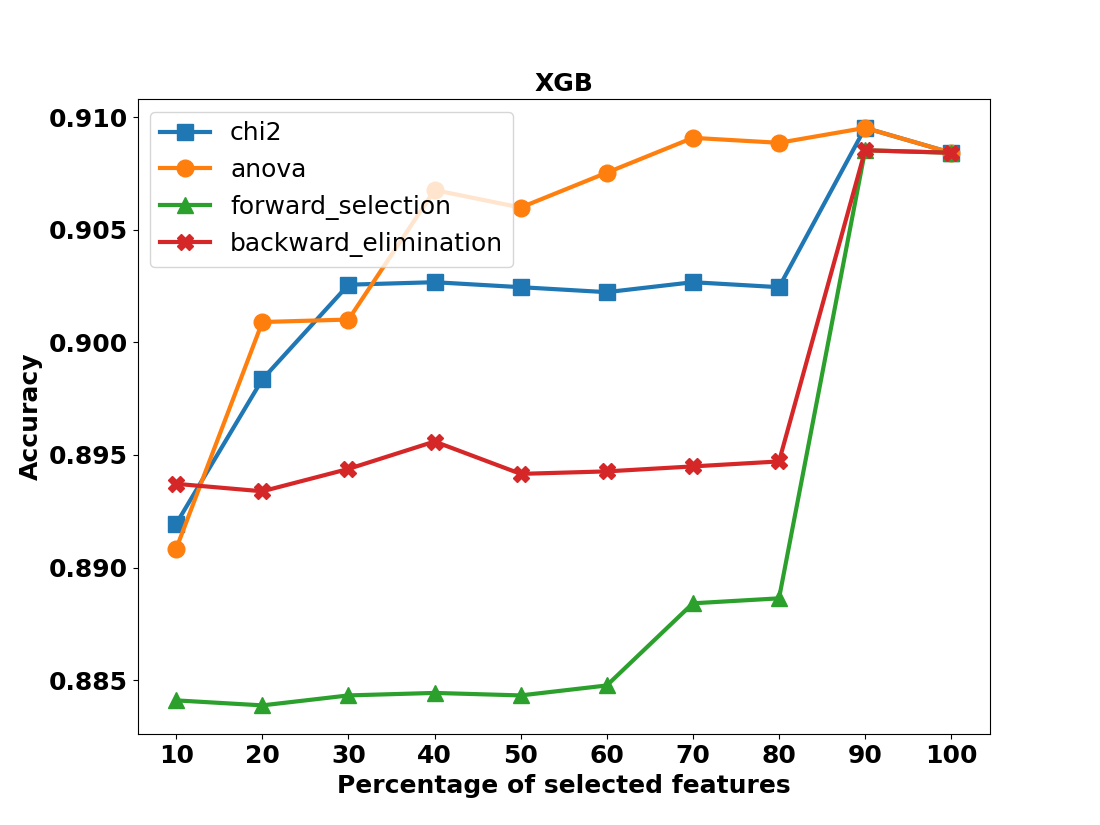 XGB
0.910
0.905
0.900
0.895
0.890
0.885
Accuracy
chi2
anova
forward_selection
backward_elimination
10 20 30 40 50 60 70 80 90 100
Percentage of selected features